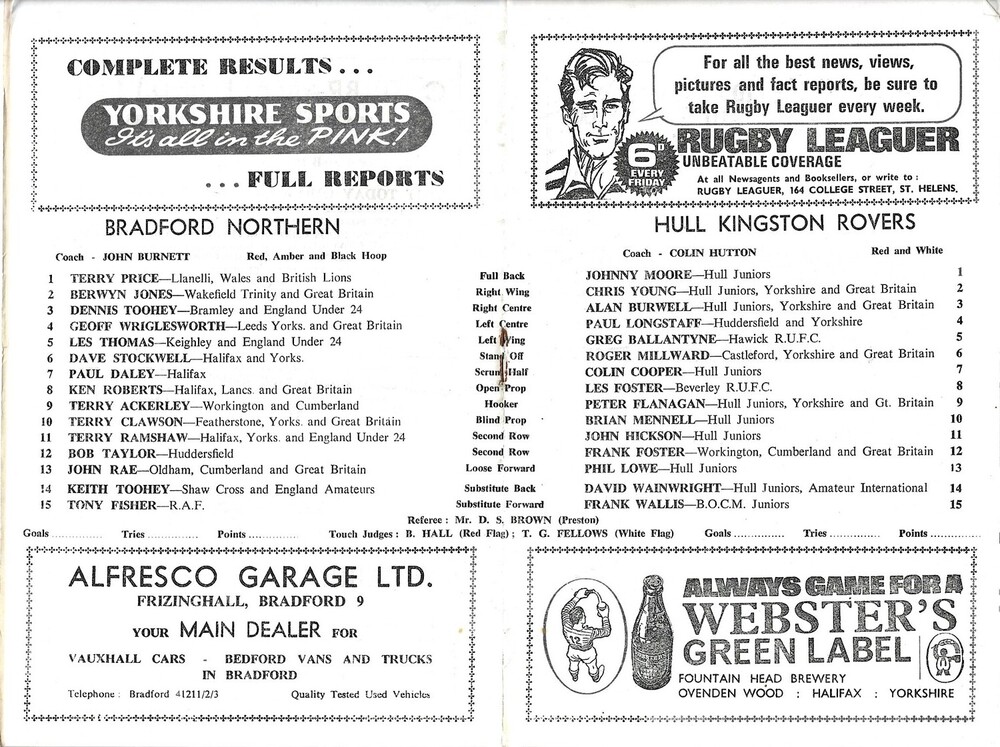 COMPLETE RESULTS...
YORKSHIRE SPORTS
It's all in the PINK!
...FULL REPORTS
BRADFORD NORTHERN
Coach - JOHN BURNETT Red, Amber and Black Hoop
1 TERRY PRICE—Llanelli, Wales and British Lions
2 BERWYN JONES—Wakefield Trinity and Great Britain
3 DENNIS TOOHEY—Bramley and England Under 24
4 GEOFF WRIGLESWORTH—Leeds Yorks. and Great Britain
5 LES THOMAS—Keighley and England Under 24
6 DAVE STOCKWELL—Halifax and Yorks.
7 PAUL DALEY—Halifax
8 KEN ROBERTS—Halifax, Lancs. and Great Britain
9 TERRY ACKERLEY—Workington and Cumberland
10 TERRY CLAWSON—Featherstone, Yorks. and Great Britain
11 TERRY RAMSHAW—Halifax, Yorks. and England Under 24
12 BOB TAYLOR—Huddersfield
13 JOHN RAE—Oldham, Cumberland and Great Britain
14 KEITH TOOHEY—Shaw Cross and England Amateurs
15 TONY FISHER—R.A.F.
Full Back
Right Wing
Right Centre
Left Centre
Left Wing
Stand Off
Scrum Half
Open Prop
Hooker
Blind Prop
Second Row
Second Row
Loose Forward
Substitute Back
Substitute Forward
For all the best news, views,
pictures and fact reports, be sure to
take Rugby Leaguer every week.
6D
EVERY
FRIDAY
RUGBY LEAGUER
UNBEATABLE COVERAGE
At all Newsagents and Booksellers, or write to :
RUGBY LEAGUER, 164 COLLEGE STREET, ST. HELENS.
HULL KINGSTON ROVERS
Coach - COLIN HUTTON Red and White
JOHNNY MOORE—Hull Juniors 1
CHRIS YOUNG—Hull Juniors, Yorkshire and Great Britain 2
ALAN BURWELL—Hull Juniors, Yorkshire and Great Britain 3
PAUL LONGSTAFF—Huddersfield and Yorkshire 4
GREG BALLANTYNE—Hawick R.U.F.C. 5
ROGER MILLWARD—Castleford, Yorkshire and Great Britain 6
COLIN COOPER—Hull Juniors 7
LES FOSTER—Beverley R.U.F.C. 8
PETER FLANAGAN—Hull Juniors, Yorkshire and Gt. Britain 9
BRIAN MENNELL—Hull Juniors 10
JOHN HICKSON—Hull Juniors 11
FRANK FOSTER—Workington, Cumberland and Great Britain 12
PHIL LOWE—Hull Juniors 13
DAVID WAINWRIGHT—Hull Juniors, Amateur International 14
FRANK WALLIS—B.O.C.M. Juniors 15
Referee : Mr. D. S. BROWN (Preston)
Goals .............. Tries .............. Points .............. Touch Judges : B. HALL (Red Flag) ; T. G. FELLOWS (White Flag) Goals .............. Tries .............. Points ..............
ALFRESCO GARAGE LTD.
FRIZINGHALL, BRADFORD 9
YOUR MAIN DEALER FOR
VAUXHALL CARS - BEDFORD VANS AND TRUCKS
IN BRADFORD
Telephone : Bradford 41211/2/3 Quality Tested Used Vehicles
ALWAYS GAME FOR A
WEBSTER'S
GREEN LABEL
FOUNTAIN HEAD BREWERY
OVENDEN WOOD : HALIFAX : YORKSHIRE